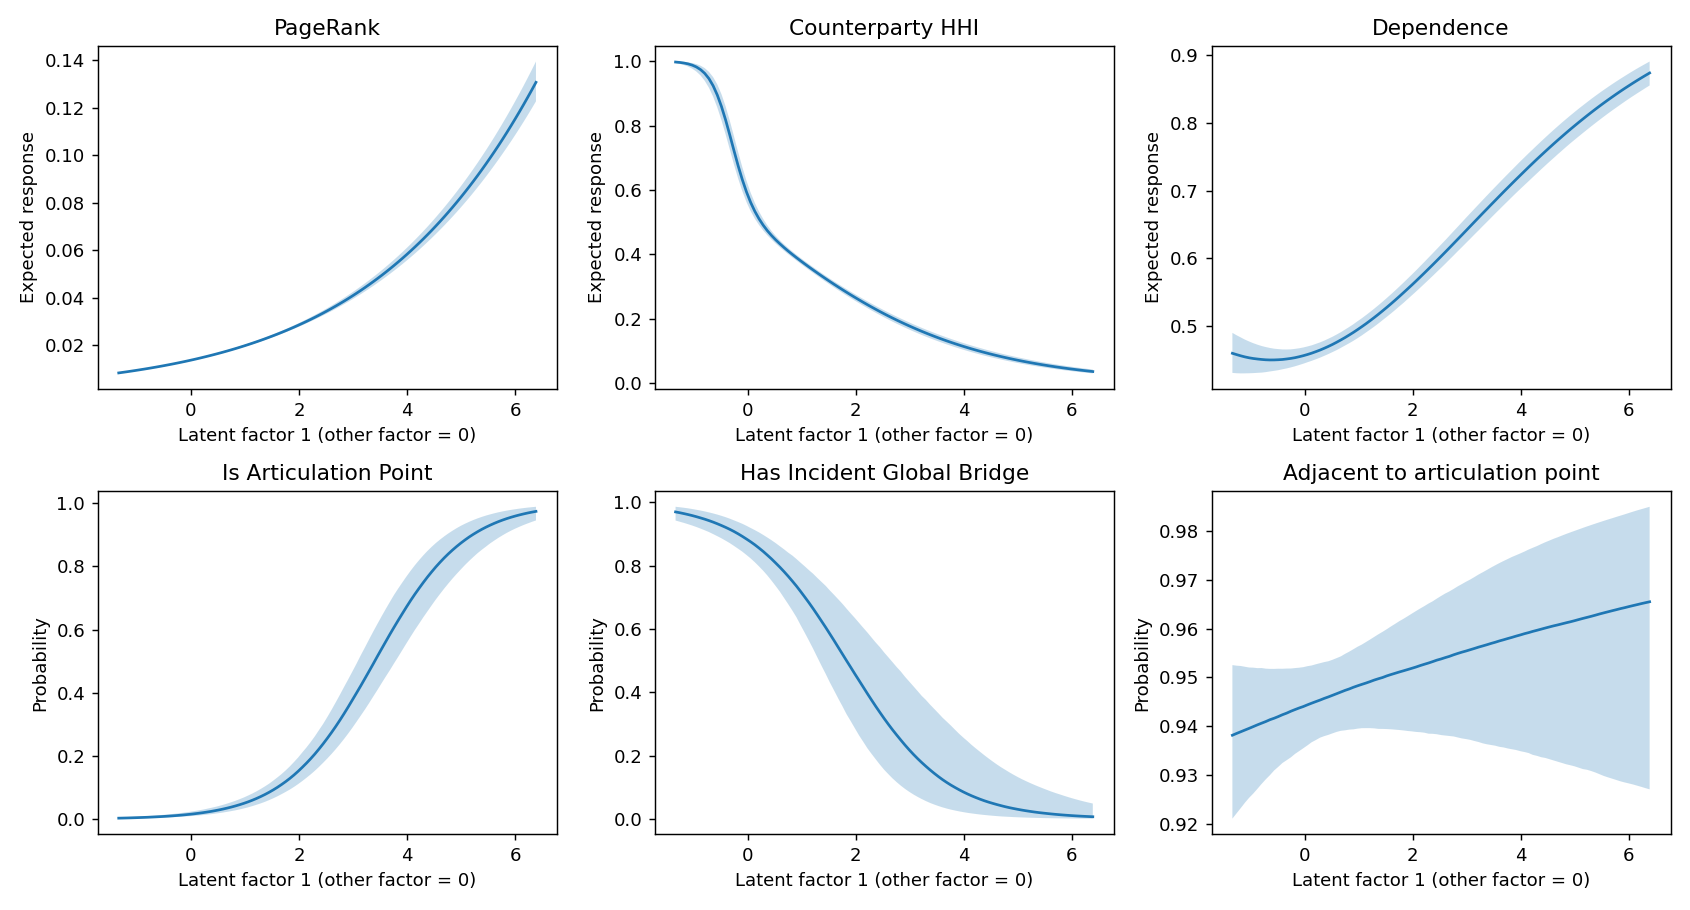 PageRank
Expected response
0.14
0.12
0.10
0.08
0.06
0.04
0.02
0 2 4 6
Latent factor 1 (other factor = 0)
Counterparty HHI
Expected response
1.0
0.8
0.6
0.4
0.2
0.0
0 2 4 6
Latent factor 1 (other factor = 0)
Dependence
Expected response
0.9
0.8
0.7
0.6
0.5
0 2 4 6
Latent factor 1 (other factor = 0)
Is Articulation Point
Probability
1.0
0.8
0.6
0.4
0.2
0.0
0 2 4 6
Latent factor 1 (other factor = 0)
Has Incident Global Bridge
Probability
1.0
0.8
0.6
0.4
0.2
0.0
0 2 4 6
Latent factor 1 (other factor = 0)
Adjacent to articulation point
Probability
0.98
0.97
0.96
0.95
0.94
0.93
0.92
0 2 4 6
Latent factor 1 (other factor = 0)